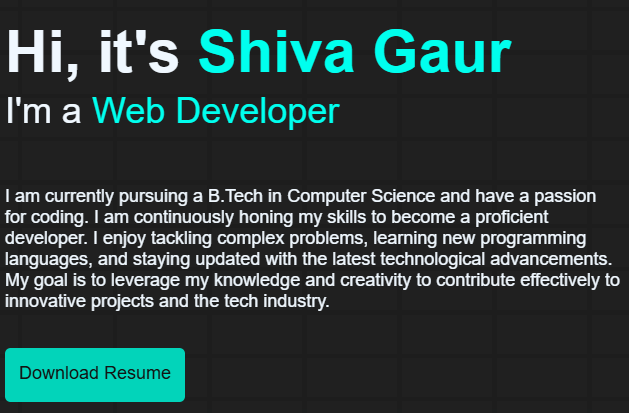 Hi, it's Shiva Gaur
I'm a Web Developer
I am currently pursuing a B.Tech in Computer Science and have a passion
for coding. I am continuously honing my skills to become a proficient
developer. I enjoy tackling complex problems, learning new programming
languages, and staying updated with the latest technological advancements.
My goal is to leverage my knowledge and creativity to contribute effectively to
innovative projects and the tech industry.
Download Resume